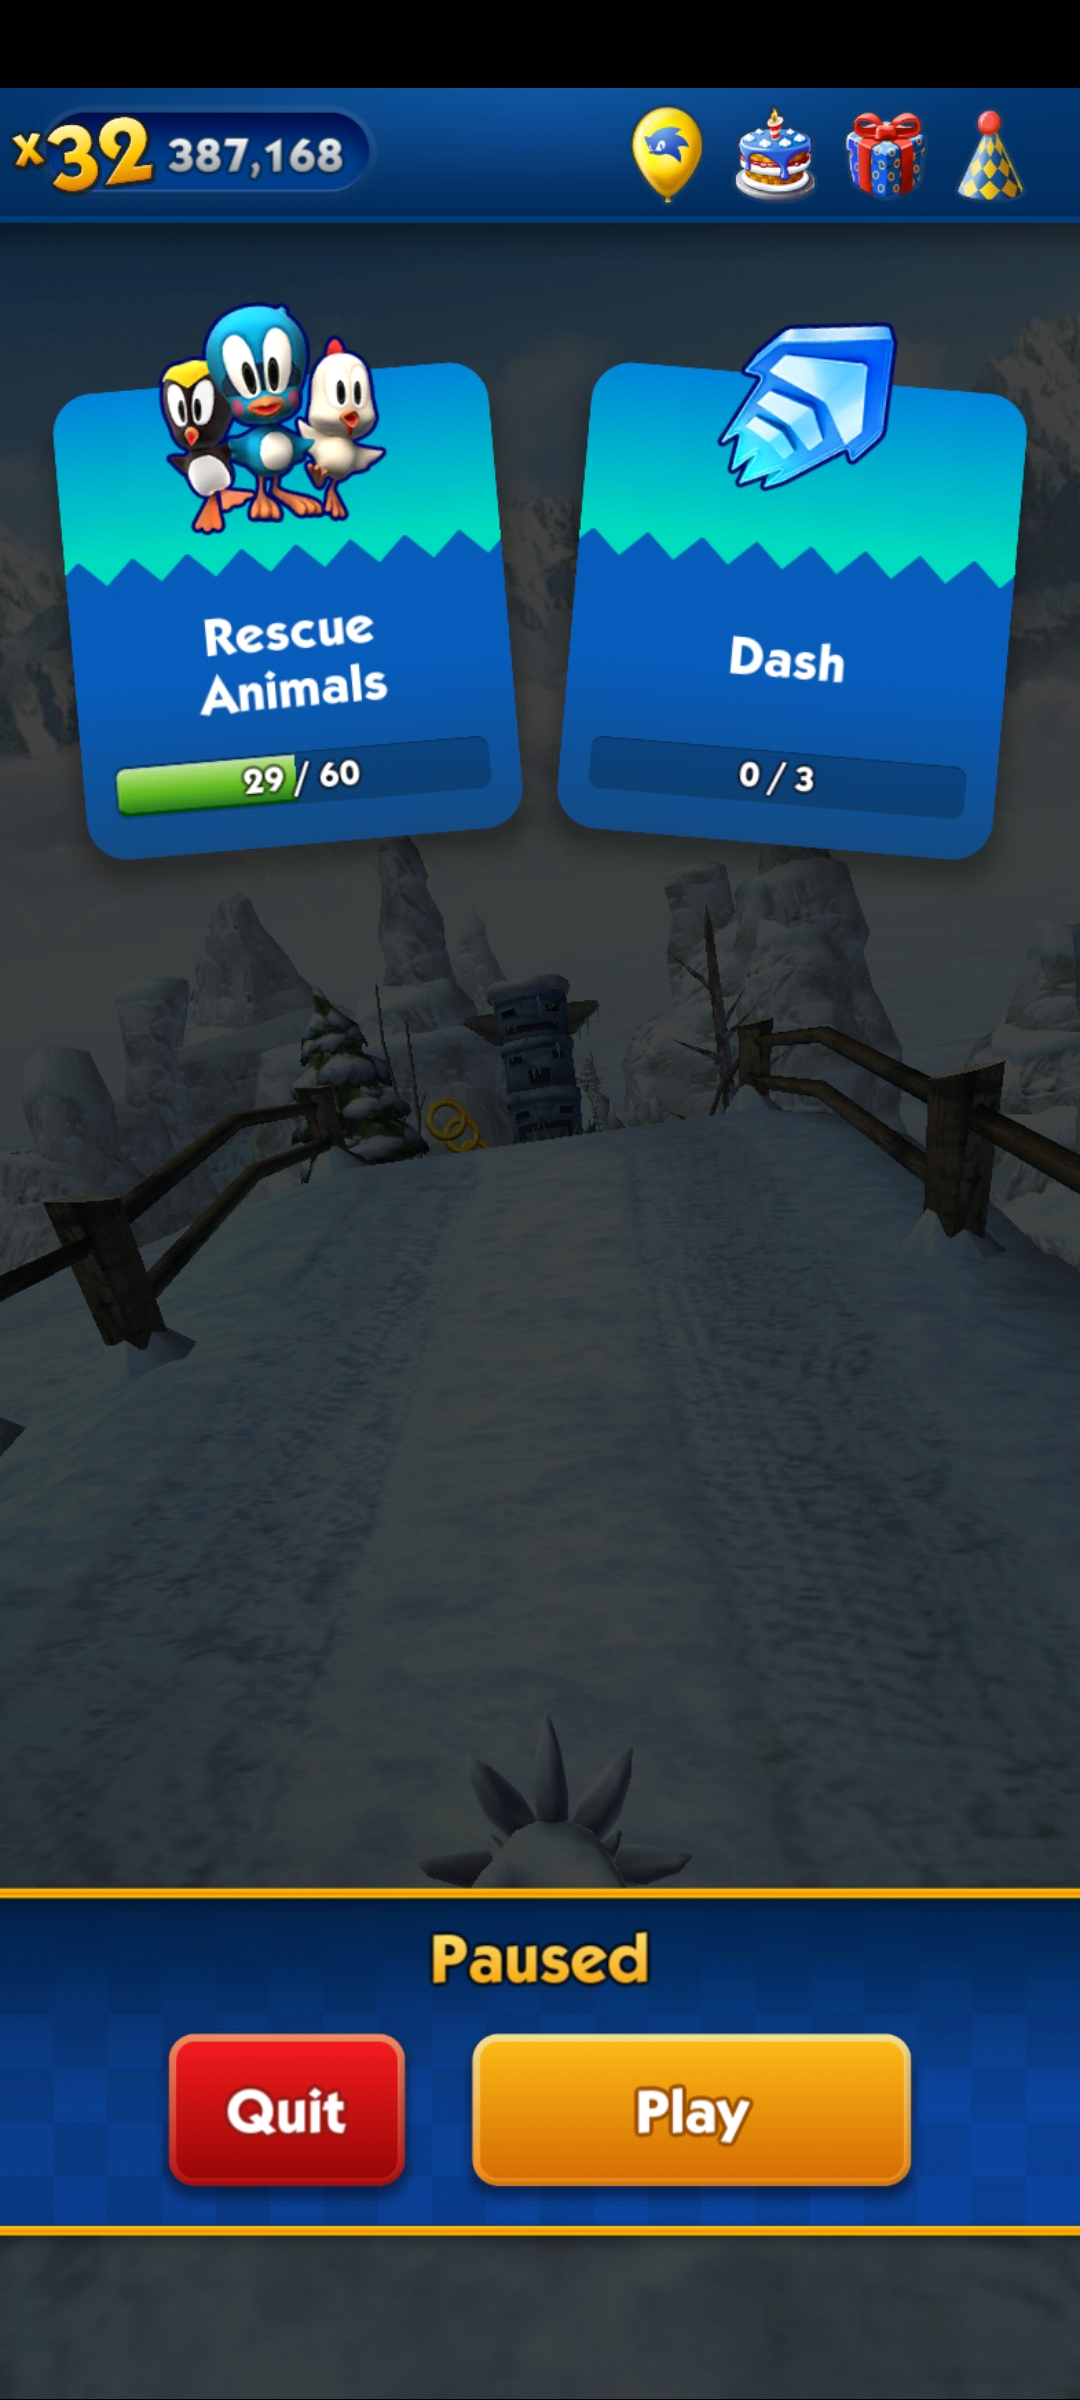 x32 387,168
Rescue
Animals
29 / 60
Dash
0 / 3
Paused
Quit
Play